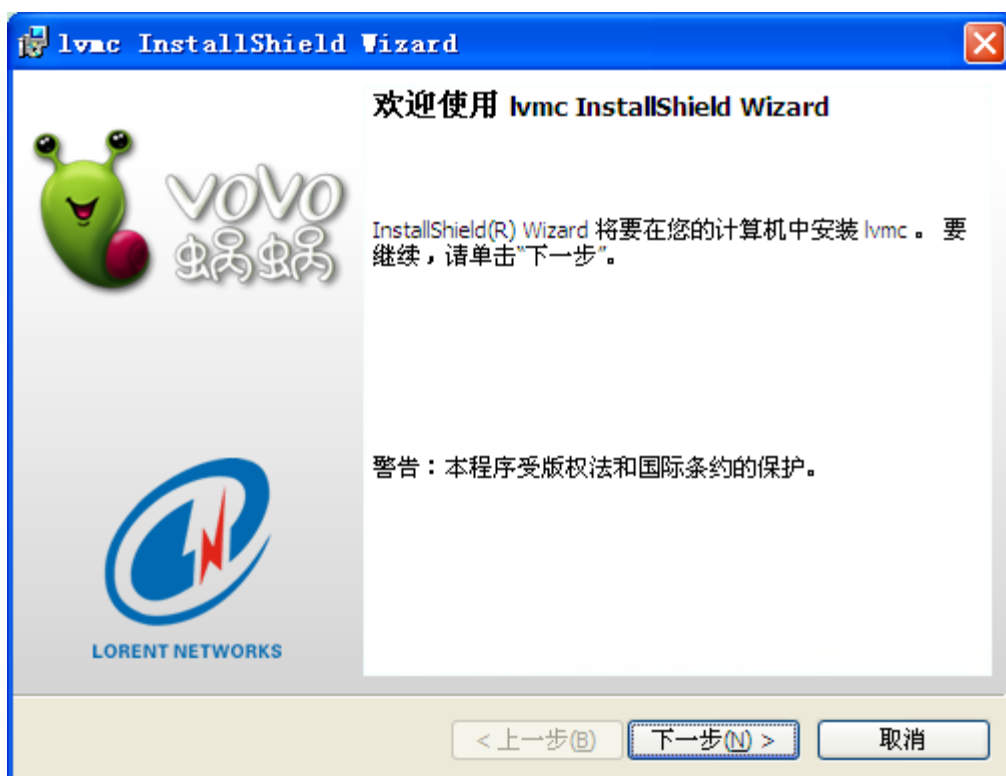 lvmc InstallShield Wizard
欢迎使用 lvmc InstallShield Wizard
VOVO
蜗蜗
InstallShield(R) Wizard 将要在您的计算机中安装 lvmc 。 要
继续，请单击“下一步”。
警告：本程序受版权法和国际条约的保护。
LORENT NETWORKS
< 上一步(B)
下一步(N) >
取消